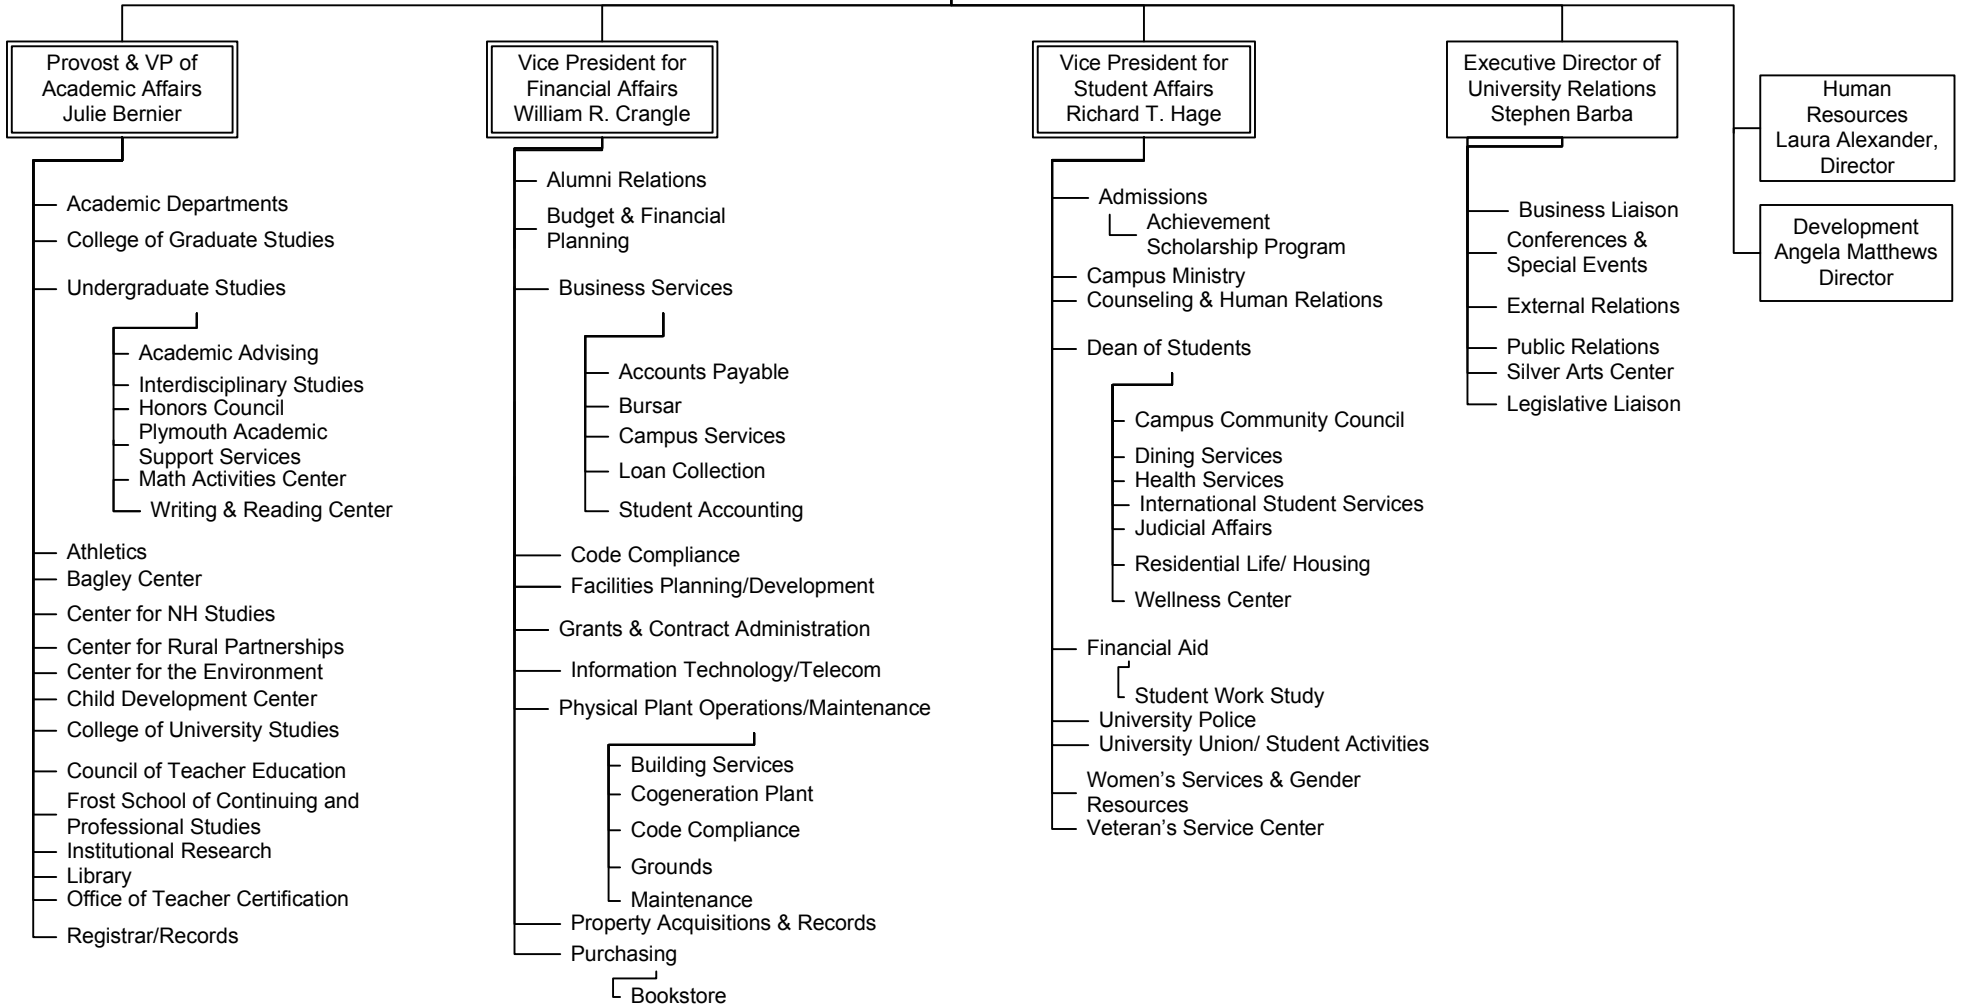 Provost & VP of
Academic Affairs
Julie Bernier
Academic Departments
College of Graduate Studies
Undergraduate Studies
Academic Advising
Interdisciplinary Studies
Honors Council
Plymouth Academic
Support Services
Math Activities Center
Writing & Reading Center
Athletics
Bagley Center
Center for NH Studies
Center for Rural Partnerships
Center for the Environment
Child Development Center
College of University Studies
Council of Teacher Education
Frost School of Continuing and
Professional Studies
Institutional Research
Library
Office of Teacher Certification
Registrar/Records
Vice President for
Financial Affairs
William R. Crangle
Alumni Relations
Budget & Financial
Planning
Business Services
Accounts Payable
Bursar
Campus Services
Loan Collection
Student Accounting
Code Compliance
Facilities Planning/Development
Grants & Contract Administration
Information Technology/Telecom
Physical Plant Operations/Maintenance
Building Services
Cogeneration Plant
Code Compliance
Grounds
Maintenance
Property Acquisitions & Records
Purchasing
Bookstore
Vice President for
Student Affairs
Richard T. Hage
Admissions
Achievement
Scholarship Program
Campus Ministry
Counseling & Human Relations
Dean of Students
Campus Community Council
Dining Services
Health Services
International Student Services
Judicial Affairs
Residential Life/ Housing
Wellness Center
Financial Aid
Student Work Study
University Police
University Union/ Student Activities
Women’s Services & Gender
Resources
Veteran’s Service Center
Executive Director of
University Relations
Stephen Barba
Business Liaison
Conferences &
Special Events
External Relations
Public Relations
Silver Arts Center
Legislative Liaison
Human
Resources
Laura Alexander,
Director
Development
Angela Matthews
Director